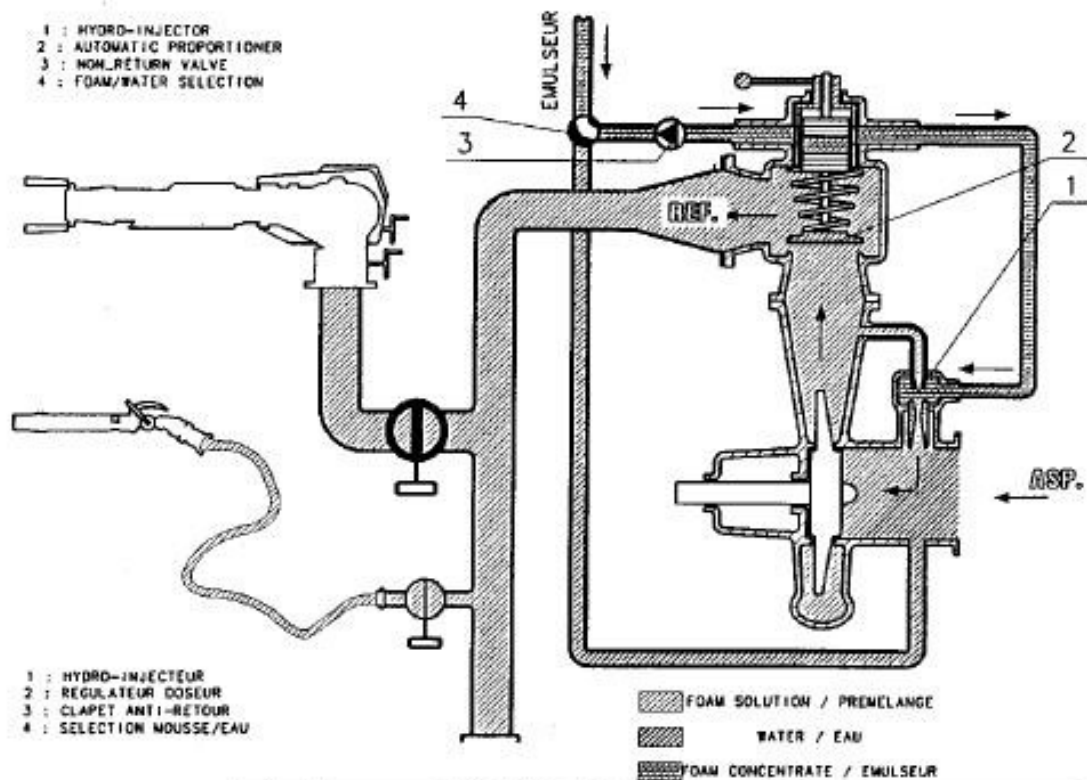 1 : HYDRO-INJECTOR
2 : AUTOMATIC PROPORTIONER
3 : NON_RETURN VALVE
4 : FOAM/WATER SELECTION
EMULSEUR
4
3
2
1
REF.
ASP.
1 : HYDRO-INJECTEUR
2 : REGULATEUR DOSEUR
3 : CLAPET ANTI-RETOUR
4 : SELECTION MOUSSE/EAU
FOAM SOLUTION / PREMELANGE
WATER / EAU
FOAM CONCENTRATE / EMULSEUR